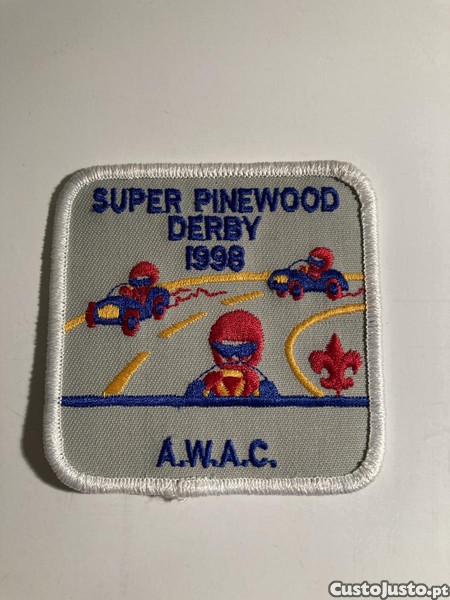 SUPER PINEWOOD
DERBY
1998
A.W.A.C.
CustoJusto.pt